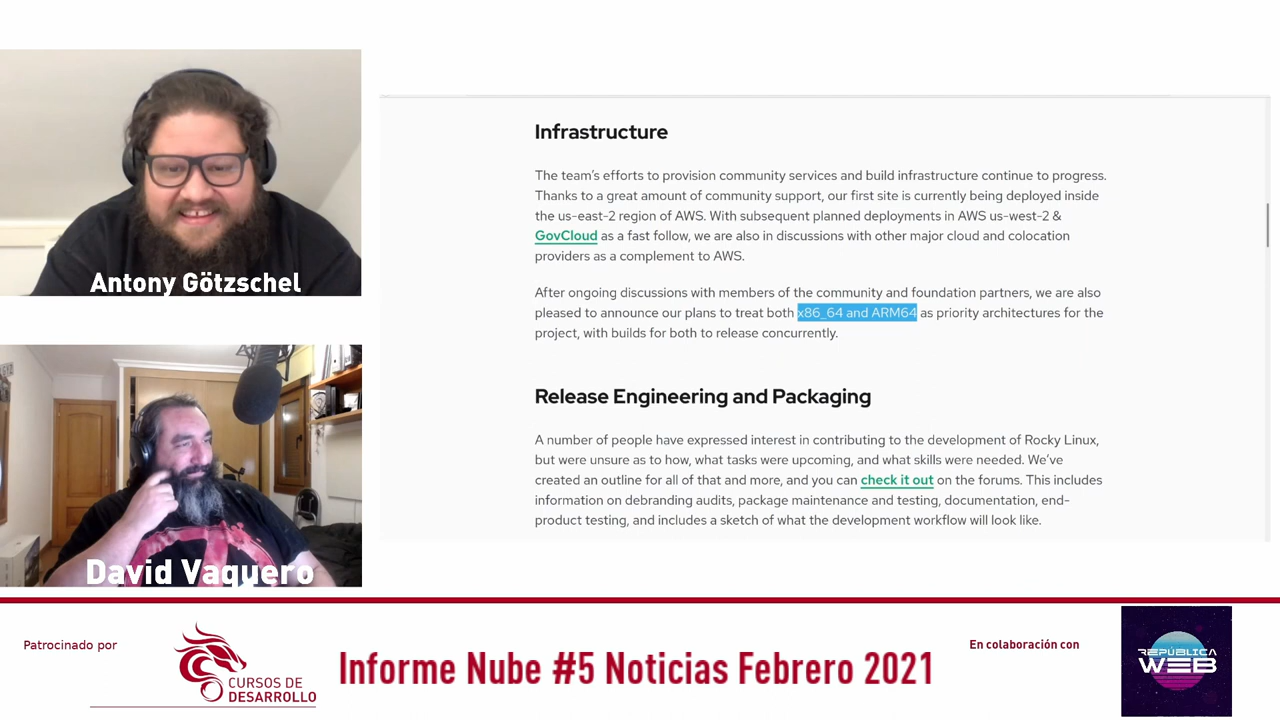 Antony Götzschel
David Vaquero
Infrastructure
The team's efforts to provision community services and build infrastructure continue to progress.
Thanks to a great amount of community support, our first site is currently being deployed inside
the us-east-2 region of AWS. With subsequent planned deployments in AWS us-west-2 &
GovCloud as a fast follow, we are also in discussions with other major cloud and colocation
providers as a complement to AWS.
After ongoing discussions with members of the community and foundation partners, we are also
pleased to announce our plans to treat both x86_64 and ARM64 as priority architectures for the
project, with builds for both to release concurrently.
Release Engineering and Packaging
A number of people have expressed interest in contributing to the development of Rocky Linux,
but were unsure as to how, what tasks were upcoming, and what skills were needed. We've
created an outline for all of that and more, and you can check it out on the forums. This includes
information on debranding audits, package maintenance and testing, documentation, end-
product testing, and includes a sketch of what the development workflow will look like.
Patrocinado por
CURSOS DE
DESARROLLO
Informe Nube #5 Noticias Febrero 2021
En colaboración con
REPÚBLICA
WEB